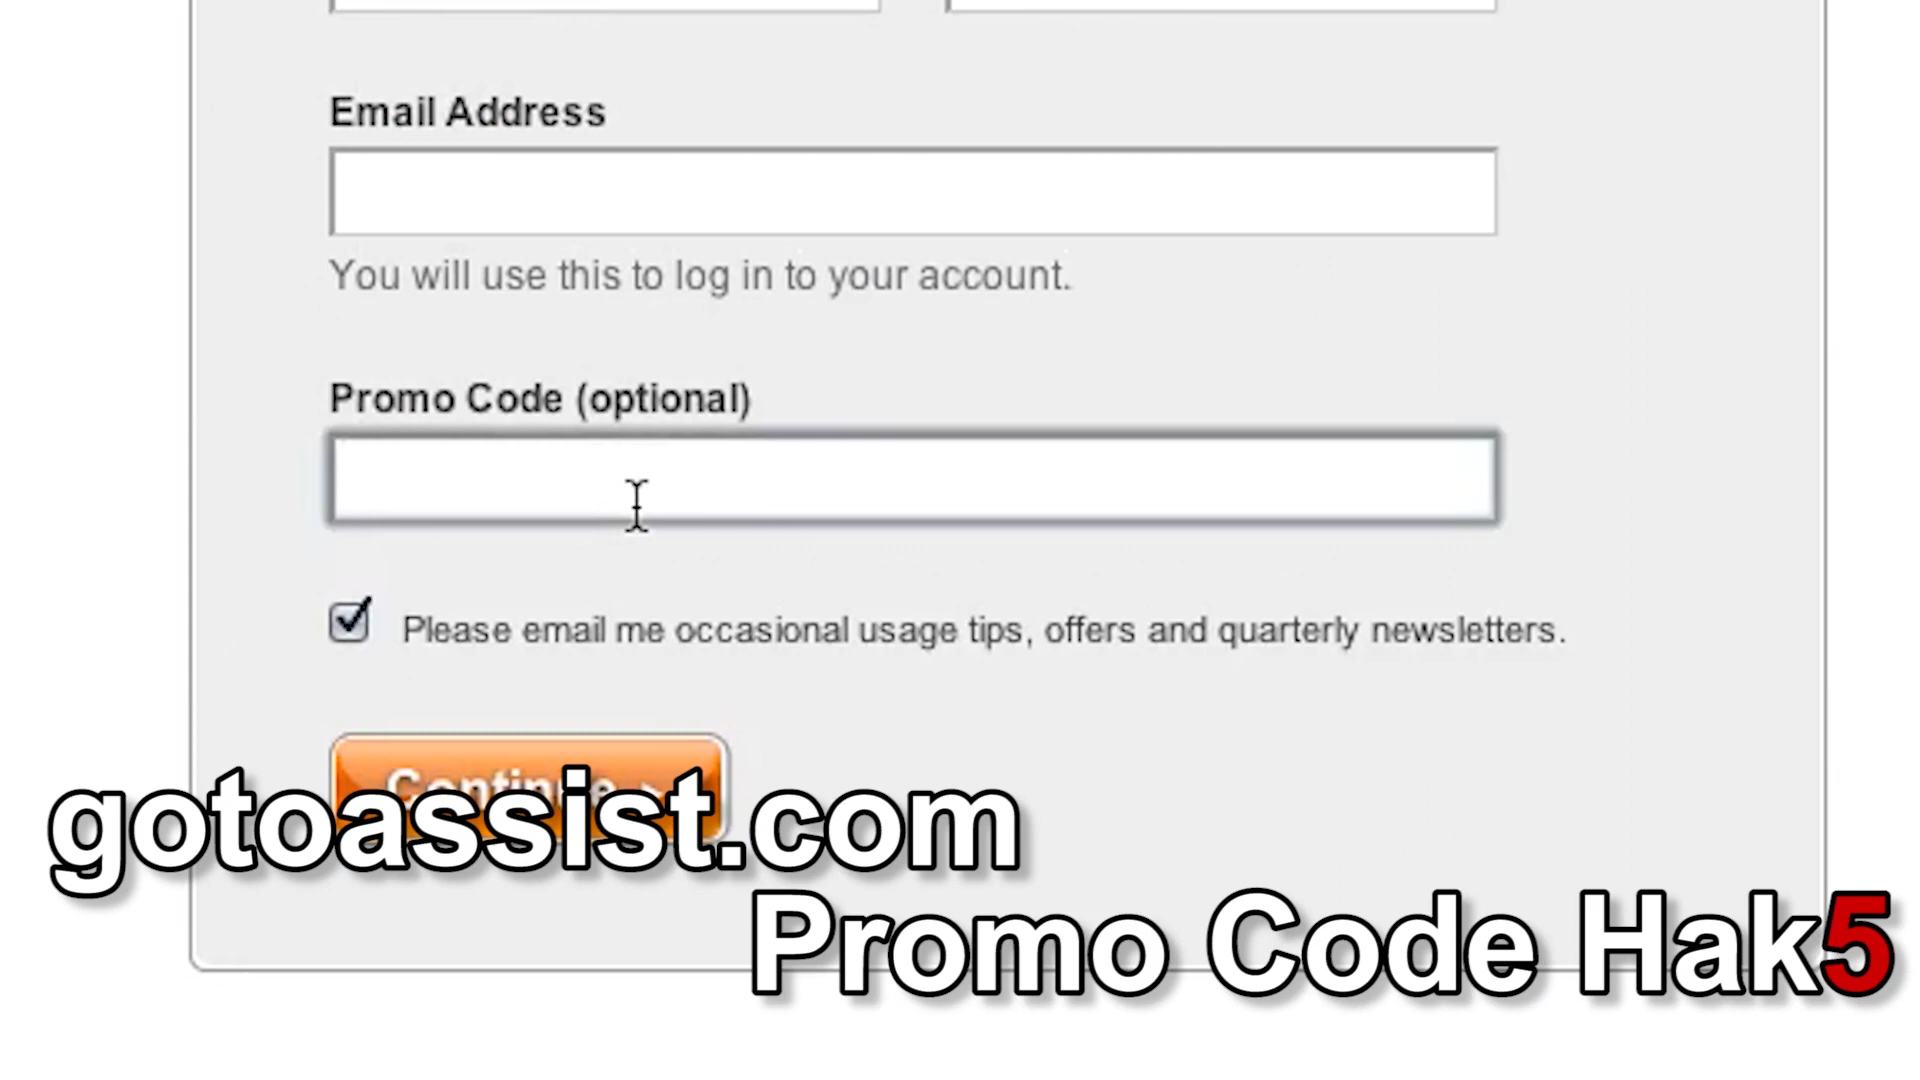 Email Address
You will use this to log in to your account.
Promo Code (optional)
Please email me occasional usage tips, offers and quarterly newsletters.
Continue
gotoassist.com
Promo Code Hak5